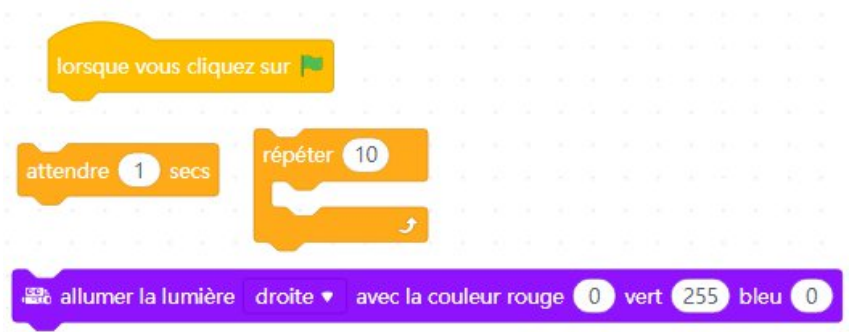 lorsque vous cliquez sur
attendre 1 secs
répéter 10
allumer la lumière droite avec la couleur rouge 0 vert 255 bleu 0